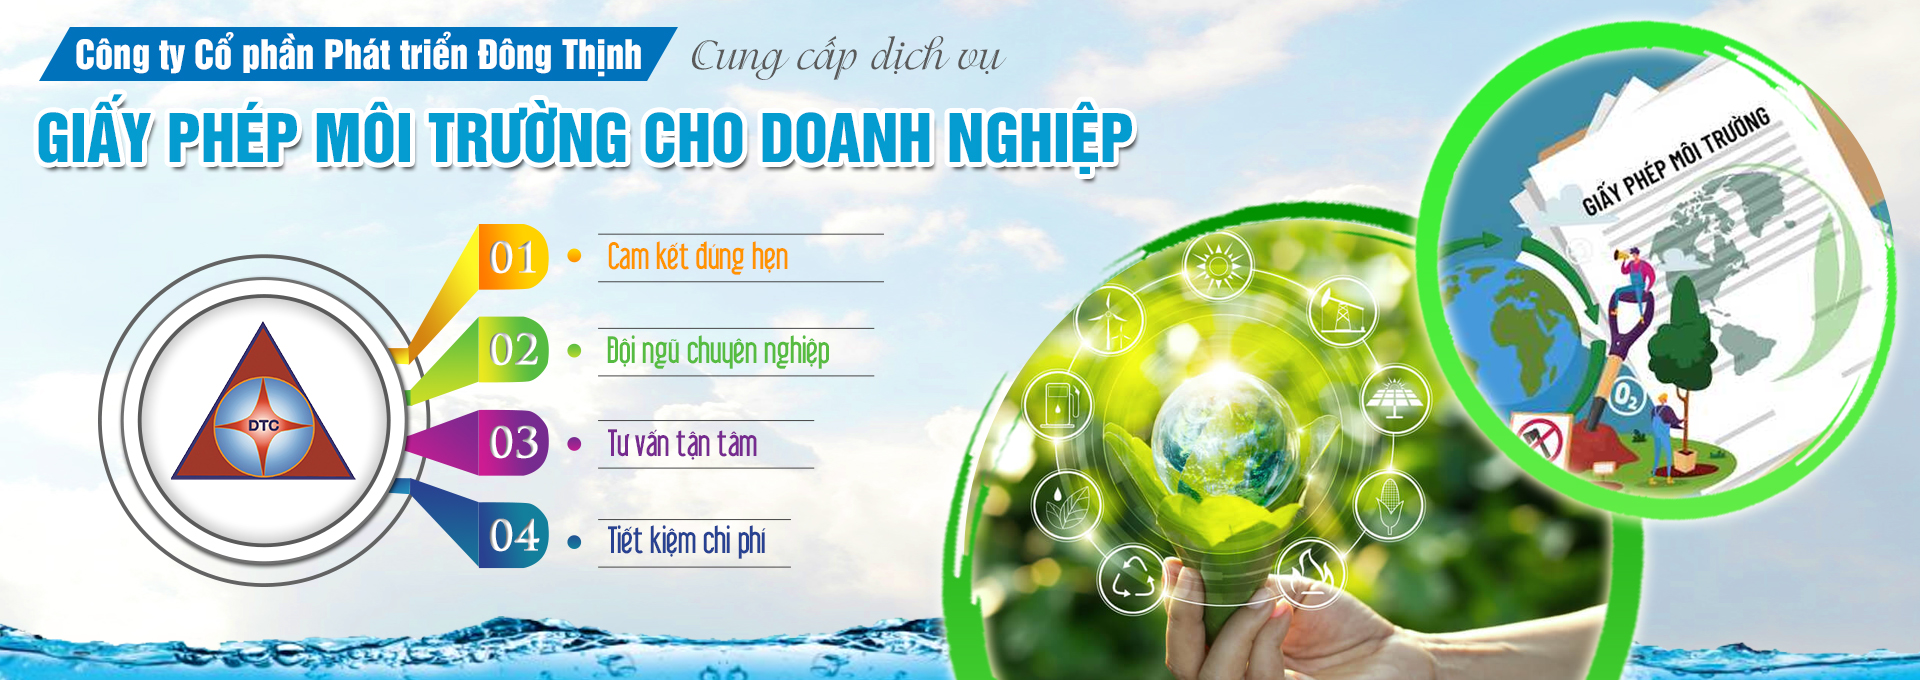 Công ty Cổ phần Phát triển Đông Thịnh
Cung cấp dịch vụ
GIẤY PHÉP MÔI TRƯỜNG CHO DOANH NGHIỆP
01 • Cam kết đúng hẹn
02 • Đội ngũ chuyên nghiệp
03 • Tư vấn tận tâm
04 • Tiết kiệm chi phí
DTC
GIẤY PHÉP MÔI TRƯỜNG
O2